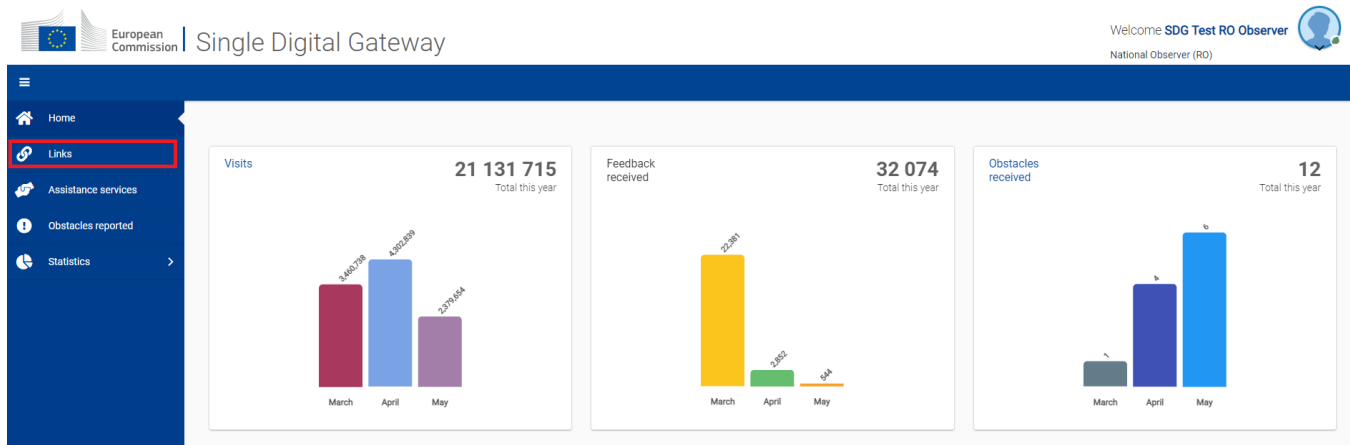 European
Commission
Single Digital Gateway
Welcome SDG Test RO Observer
National Observer (RO)
Home
Links
Assistance services
Obstacles reported
Statistics
Visits
21 131 715
Total this year
3,460,738
4,302,839
2,379,654
March April May
Feedback
received
32 074
Total this year
22,381
2,852
544
March April May
Obstacles
received
12
Total this year
1
4
6
March April May